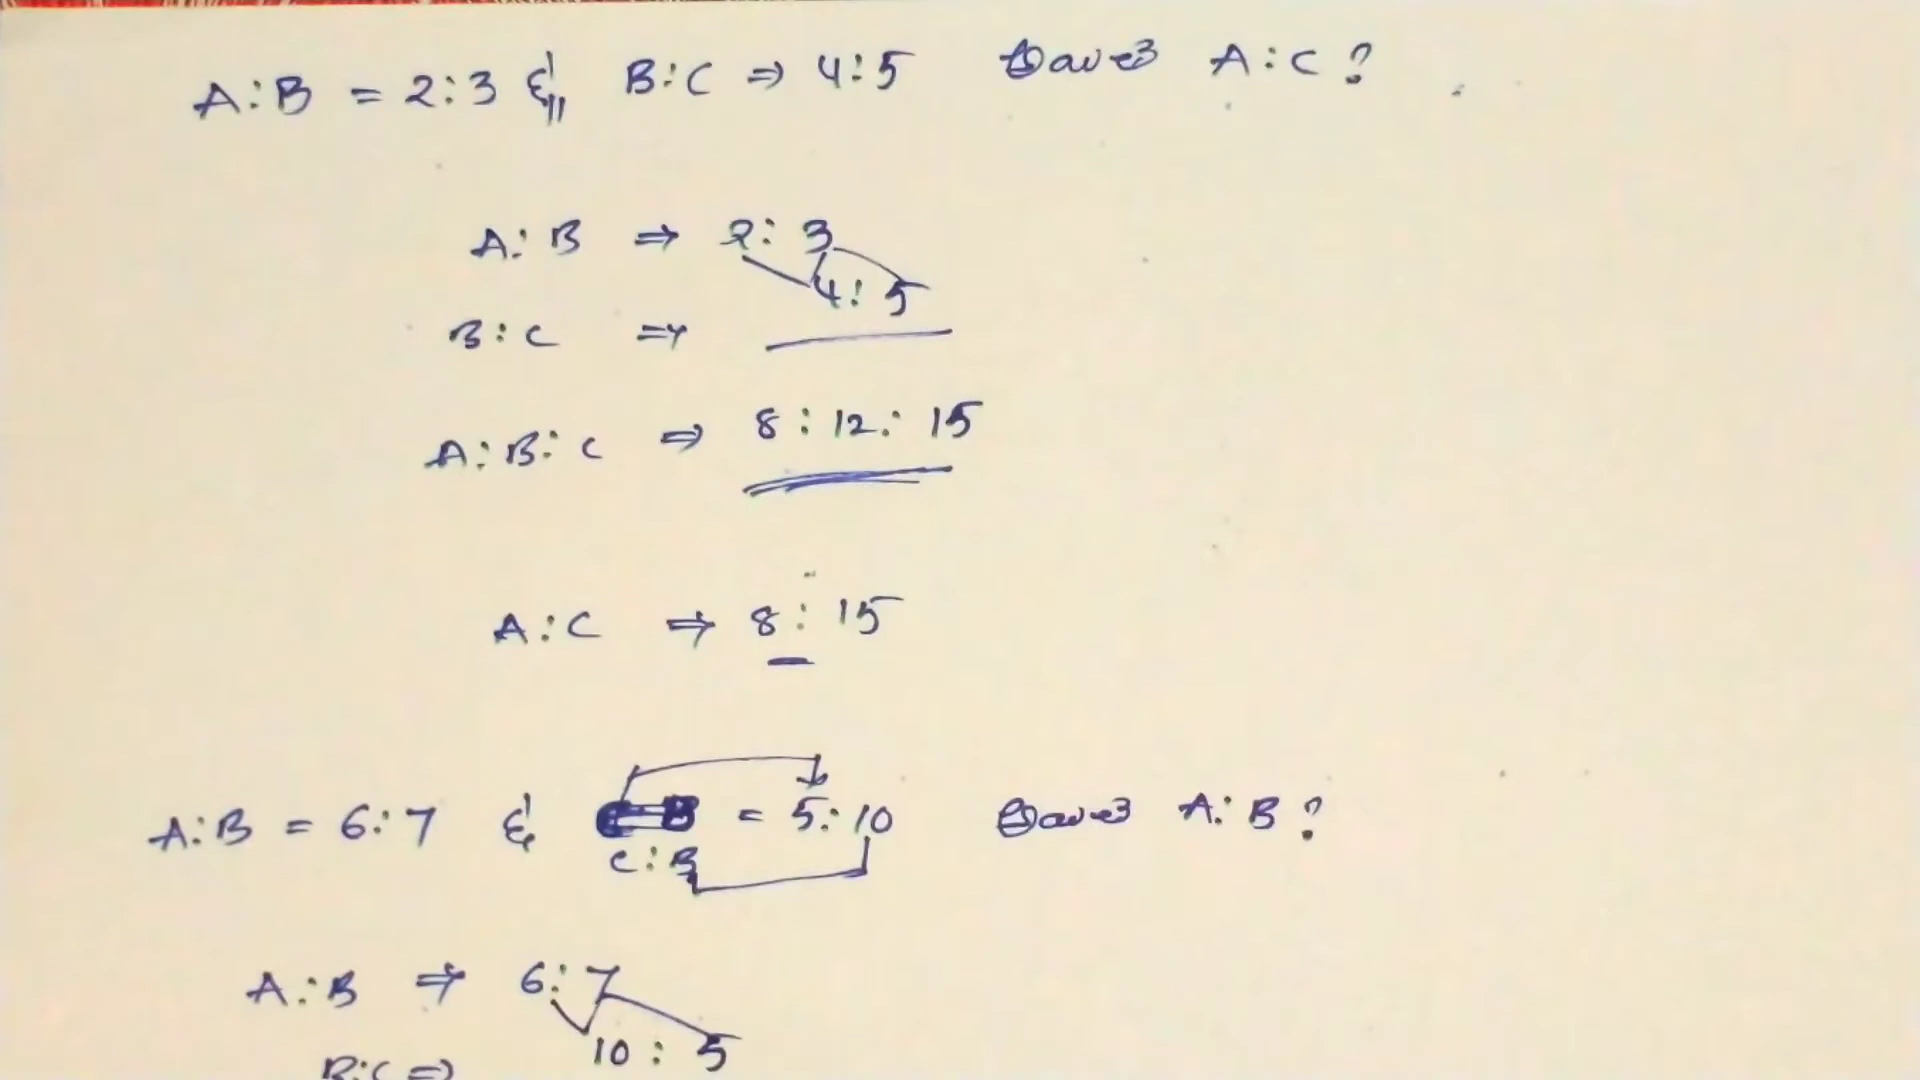 A:B = 2:3 & B:C ⇒ 4:5 A:C?
A:B ⇒ 2:3
4:5
B:C ⇒
A:B:C ⇒ 8:12:15
A:C ⇒ 8:15
A:B = 6:7 & = 5:10 A:B?
C:B
A:B ⇒ 6:7
10:5
B:C ⇒